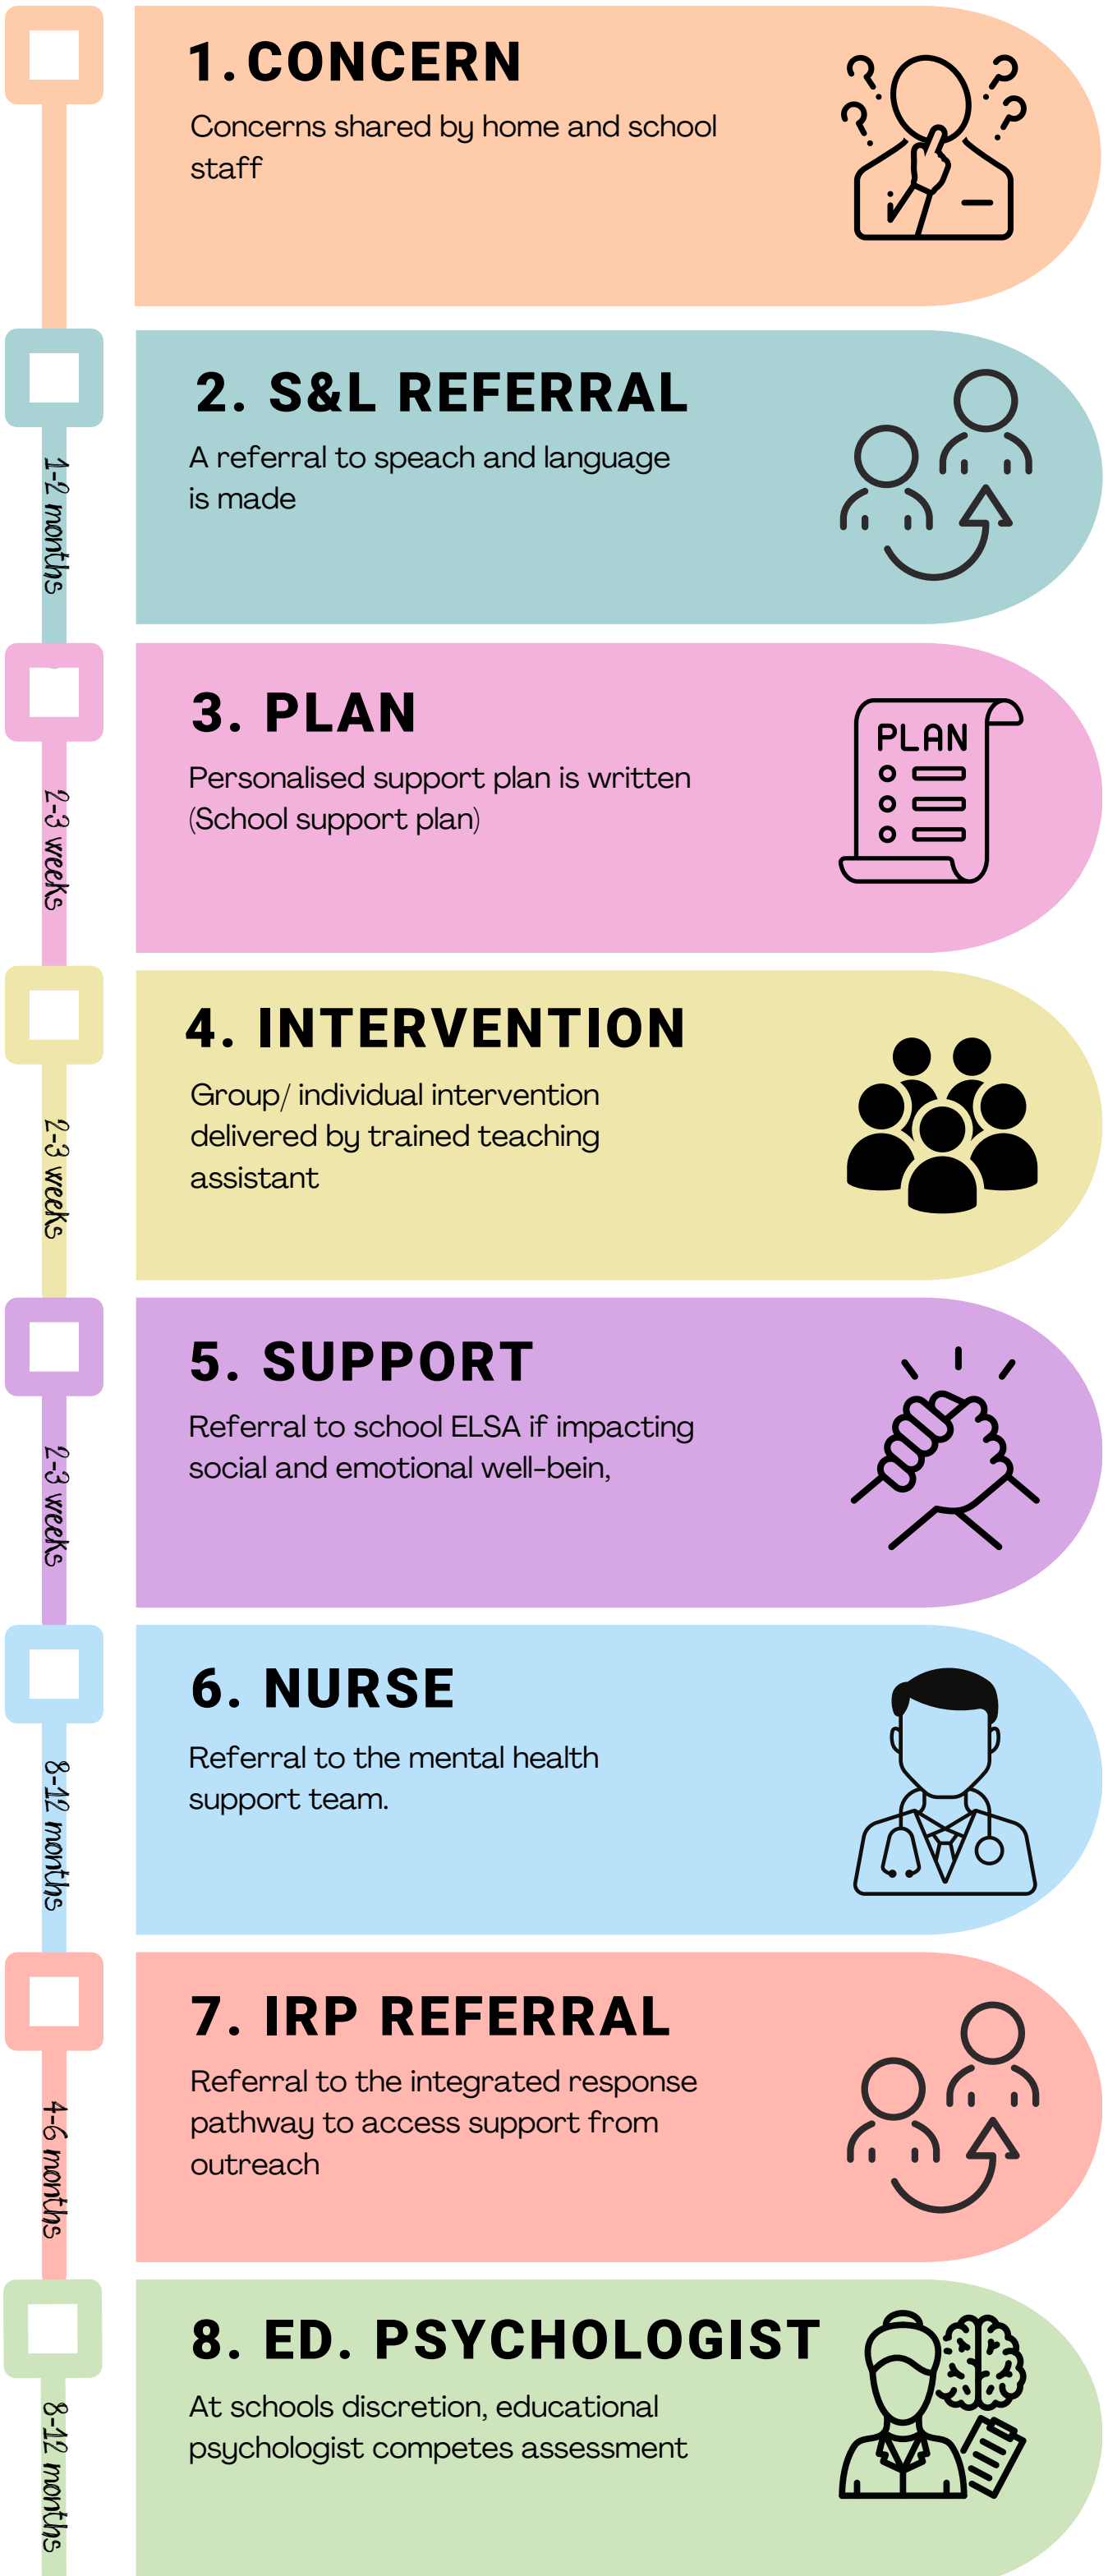 1. CONCERN
Concerns shared by home and school
staff
2. S&L REFERRAL
A referral to speach and language
is made
1-2 months
3. PLAN
Personalised support plan is written
(School support plan)
PLAN
2-3 weeks
4. INTERVENTION
Group/ individual intervention
delivered by trained teaching
assistant
2-3 weeks
5. SUPPORT
Referral to school ELSA if impacting
social and emotional well-bein,
2-3 weeks
6. NURSE
Referral to the mental health
support team.
8-12 months
7. IRP REFERRAL
Referral to the integrated response
pathway to access support from
outreach
4-6 months
8. ED. PSYCHOLOGIST
At schools discretion, educational
psychologist competes assessment
8-12 months